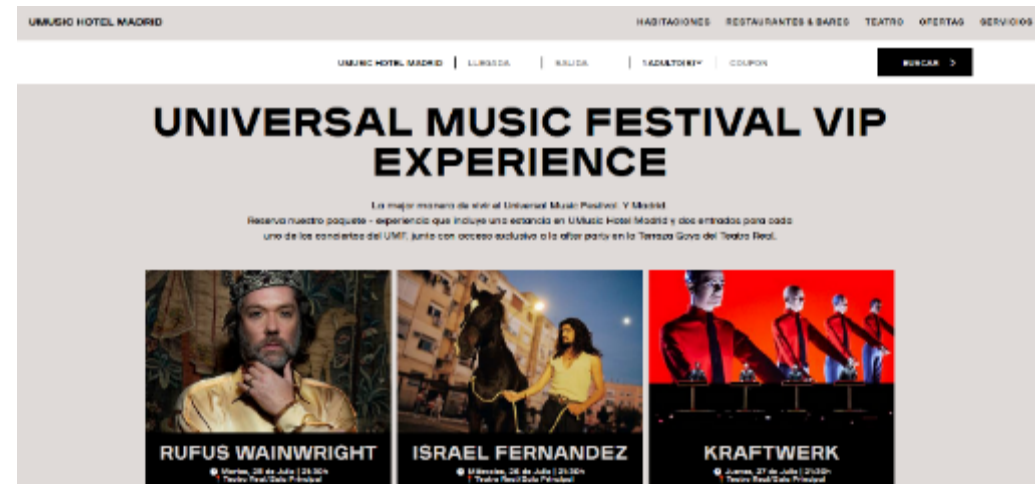 UMUSIC HOTEL MADRID
HABITACIONES RESTAURANTES & BARES TEATRO OFERTAS SERVICIOS
UMUSIC HOTEL MADRID LLEGADA SALIDA 1 ADULTO(S) COUPON BUSCAR >
UNIVERSAL MUSIC FESTIVAL VIP
EXPERIENCE
La mejor manera de vivir el Universal Music Festival. Y Madrid.
Reserva nuestro paquete - experiencia que incluye una estancia en UMusic Hotel Madrid y dos entradas para cada
uno de los conciertos del UMF, junto con acceso exclusivo a la after party en la Terraza Goya del Teatro Real.
RUFUS WAINWRIGHT
Martes, de Julio | 21:30h
Teatro Real/Sala Principal
ISRAEL FERNANDEZ
Miércoles, 26 de Julio | 21:30h
Teatro Real/Sala Principal
KRAFTWERK
Jueves, 27 de Julio | 21:30h
Teatro Real/Sala Principal